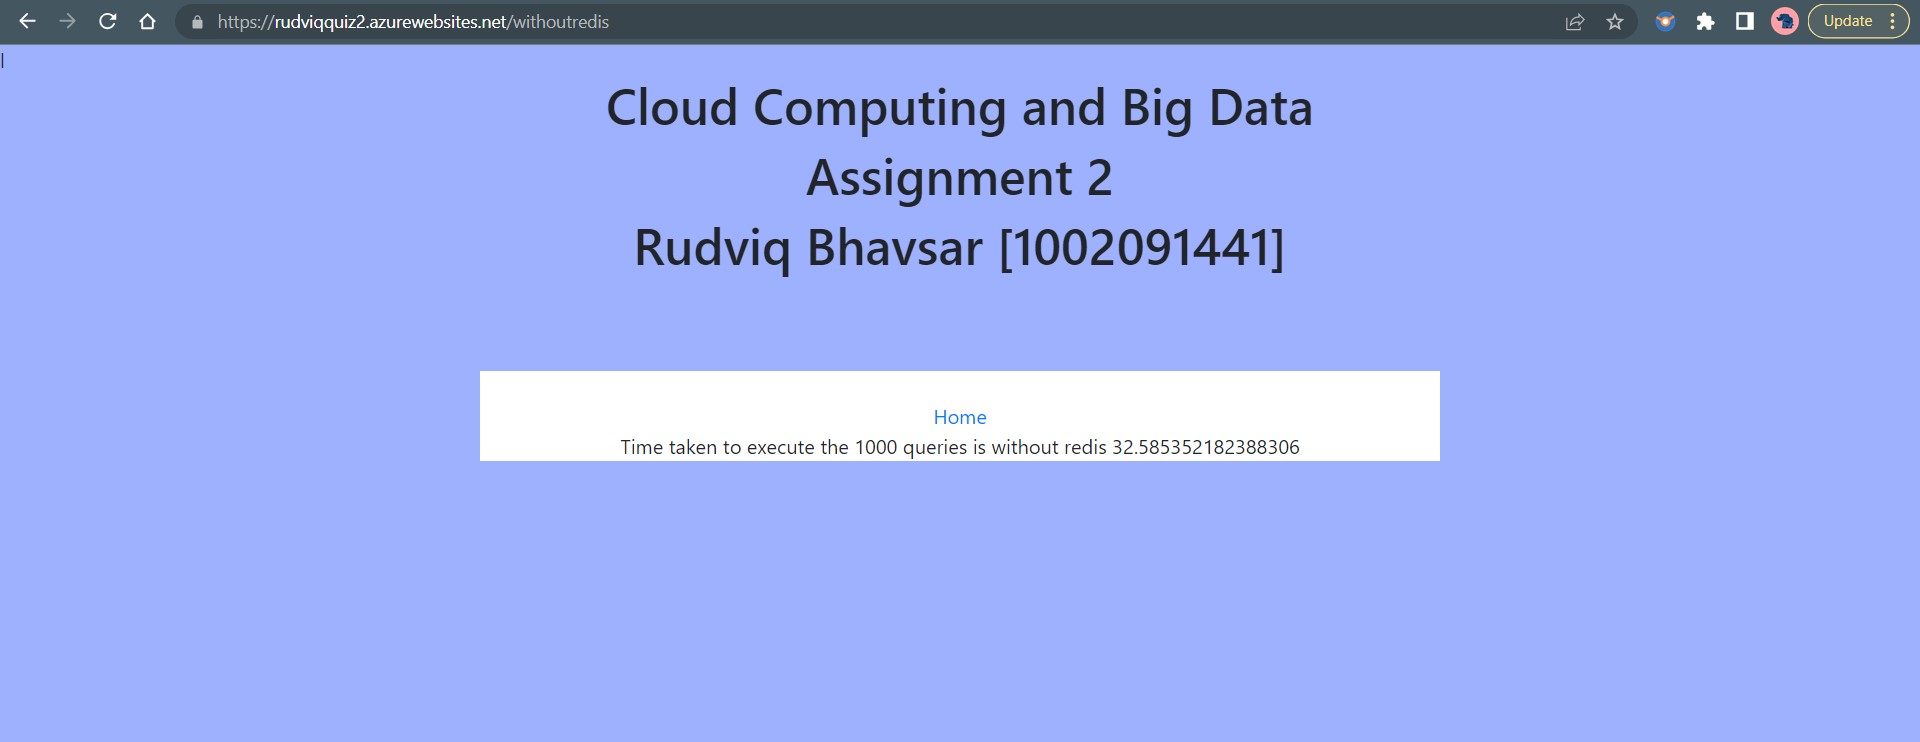 https://rudviqquiz2.azurewebsites.net/withoutredis
Update
|
Cloud Computing and Big Data
Assignment 2
Rudviq Bhavsar [1002091441]
Home
Time taken to execute the 1000 queries is without redis 32.585352182388306